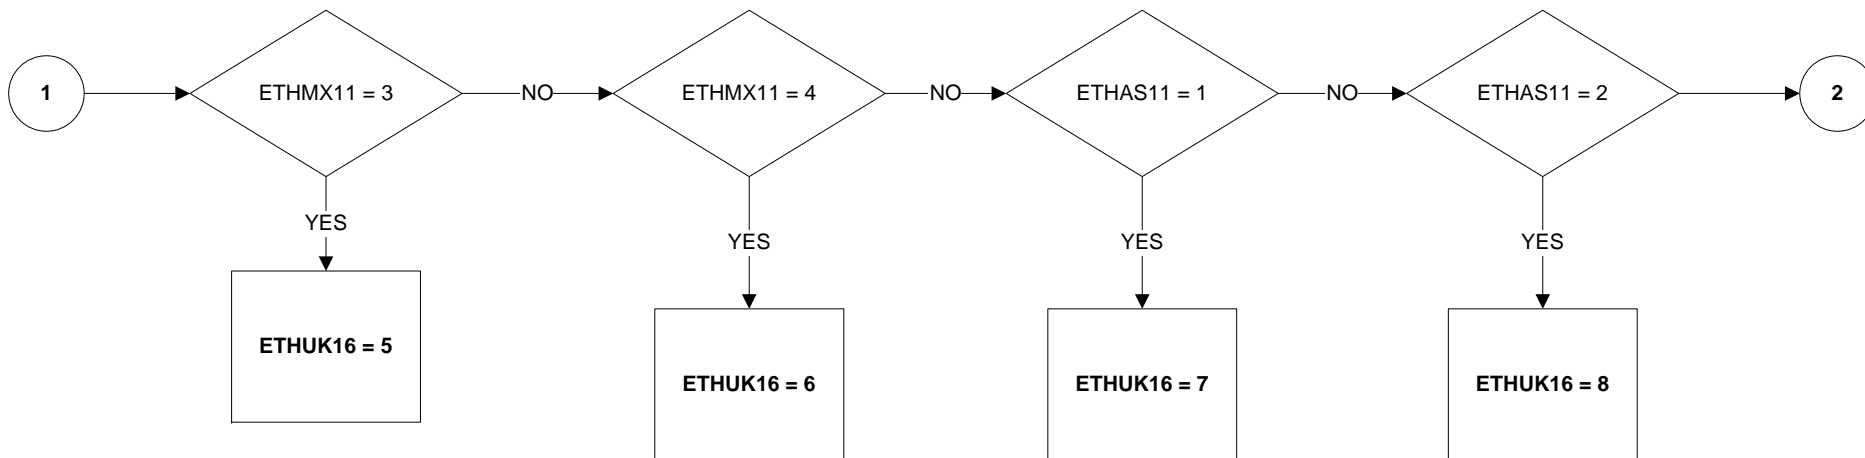 1
ETHMX11 = 3
NO
ETHMX11 = 4
NO
ETHAS11 = 1
NO
ETHAS11 = 2
2
YES
YES
YES
YES
ETHUK16 = 5
ETHUK16 = 6
ETHUK16 = 7
ETHUK16 = 8